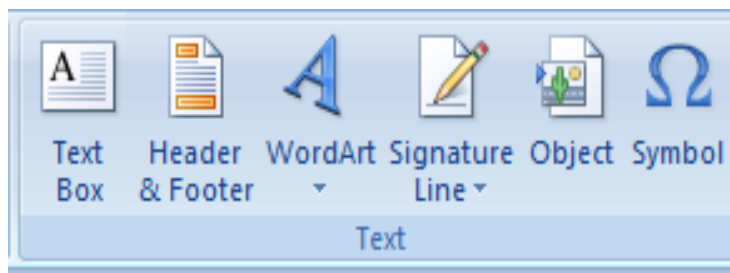 A
Text Box
Header & Footer
A
WordArt
Signature Line
Object
Ω
Symbol
Text